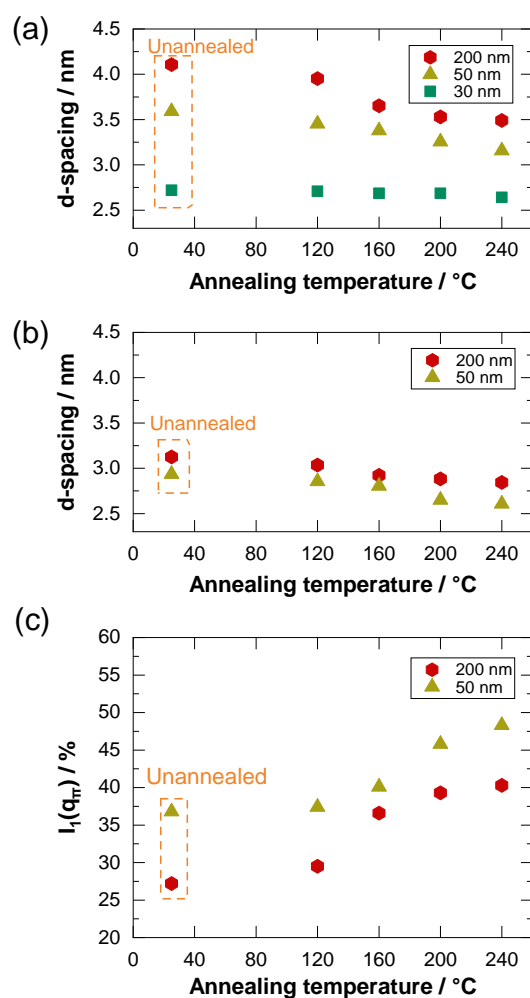 (a)
Unannealed
200 nm
50 nm
30 nm
4.5
4.0
3.5
3.0
2.5
d-spacing / nm
0 40 80 120 160 200 240
Annealing temperature / °C
(b)
200 nm
50 nm
Unannealed
4.5
4.0
3.5
3.0
2.5
d-spacing / nm
0 40 80 120 160 200 240
Annealing temperature / °C
(c)
200 nm
50 nm
Unannealed
60
55
50
45
40
35
30
25
20
I₁(qπ) / %
0 40 80 120 160 200 240
Annealing temperature / °C